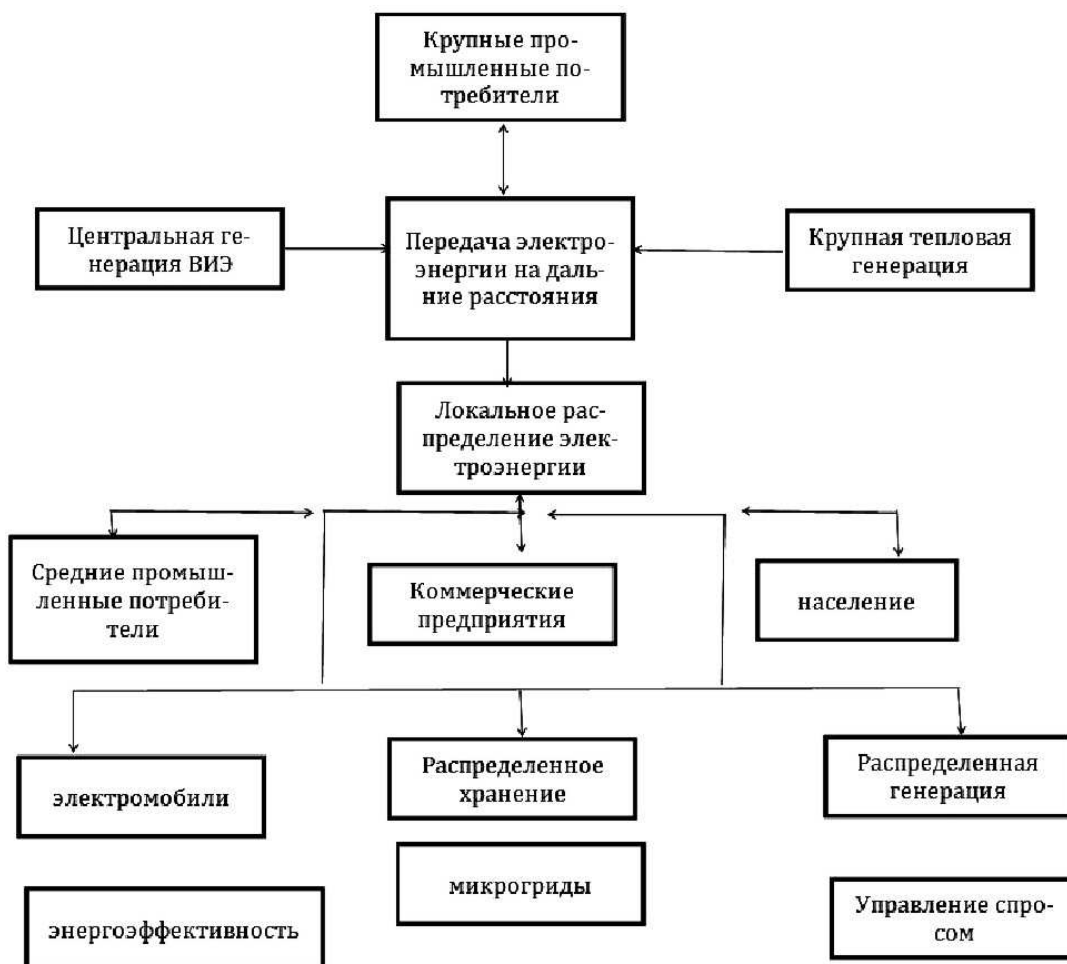 Крупные про-
мышленные по-
требители
Центральная ге-
нерация ВИЭ
Передача электро-
энергии на даль-
ние расстояния
Крупная тепловая
генерация
Локальное рас-
пределение элек-
троэнергии
Средние промыш-
ленные потреби-
тели
Коммерческие
предприятия
население
электромобили
Распределенное
хранение
Распределенная
генерация
энергоэффективность
микрогриды
Управление спро-
сом